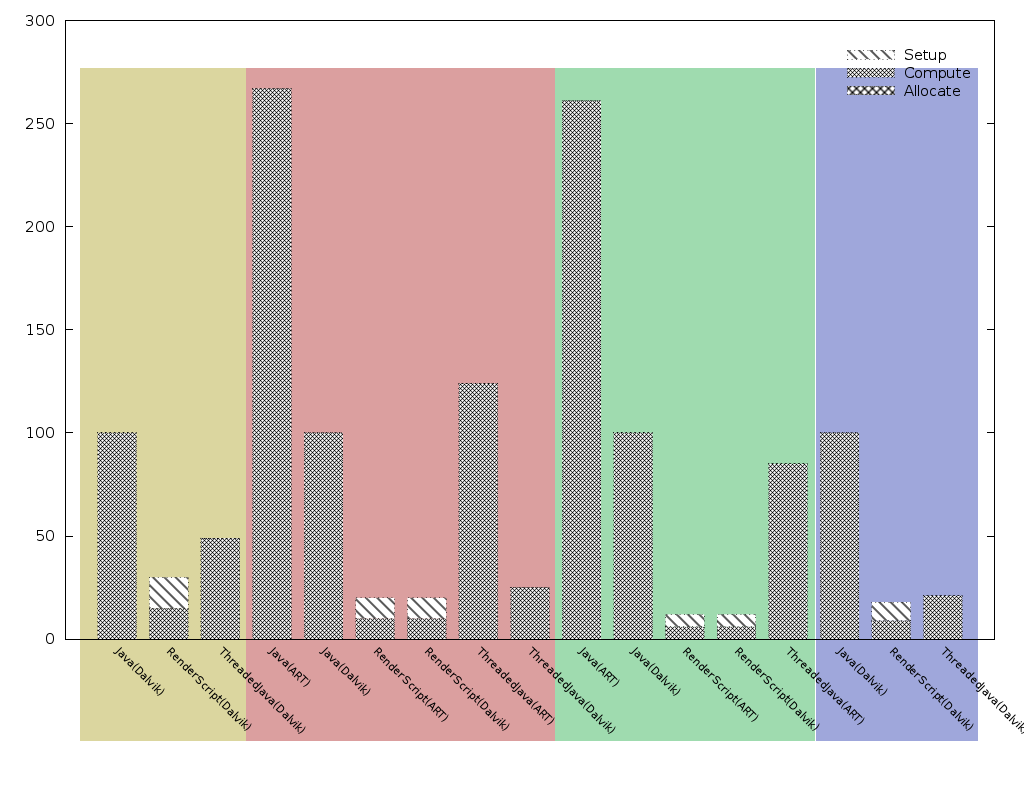 300
250
200
150
100
50
0
Setup
Compute
Allocate
Java(Dalvik)
RenderScript(Dalvik)
ThreadedJava(Dalvik)
Java(ART)
Java(Dalvik)
RenderScript(ART)
RenderScript(Dalvik)
ThreadedJava(ART)
ThreadedJava(Dalvik)
Java(ART)
Java(Dalvik)
RenderScript(ART)
RenderScript(Dalvik)
ThreadedJava(ART)
Java(Dalvik)
RenderScript(Dalvik)
ThreadedJava(Dalvik)